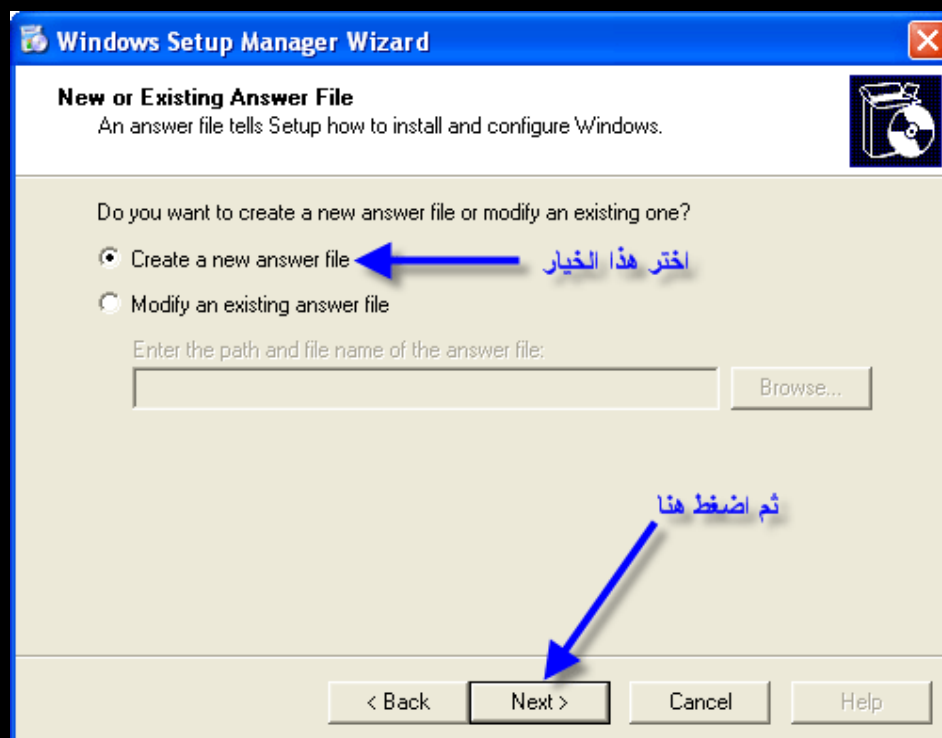 Windows Setup Manager Wizard
New or Existing Answer File
An answer file tells Setup how to install and configure Windows.
Do you want to create a new answer file or modify an existing one?
Create a new answer file
اختر هذا الخيار
Modify an existing answer file
Enter the path and file name of the answer file:
Browse...
ثم اضغط هنا
< Back
Next >
Cancel
Help